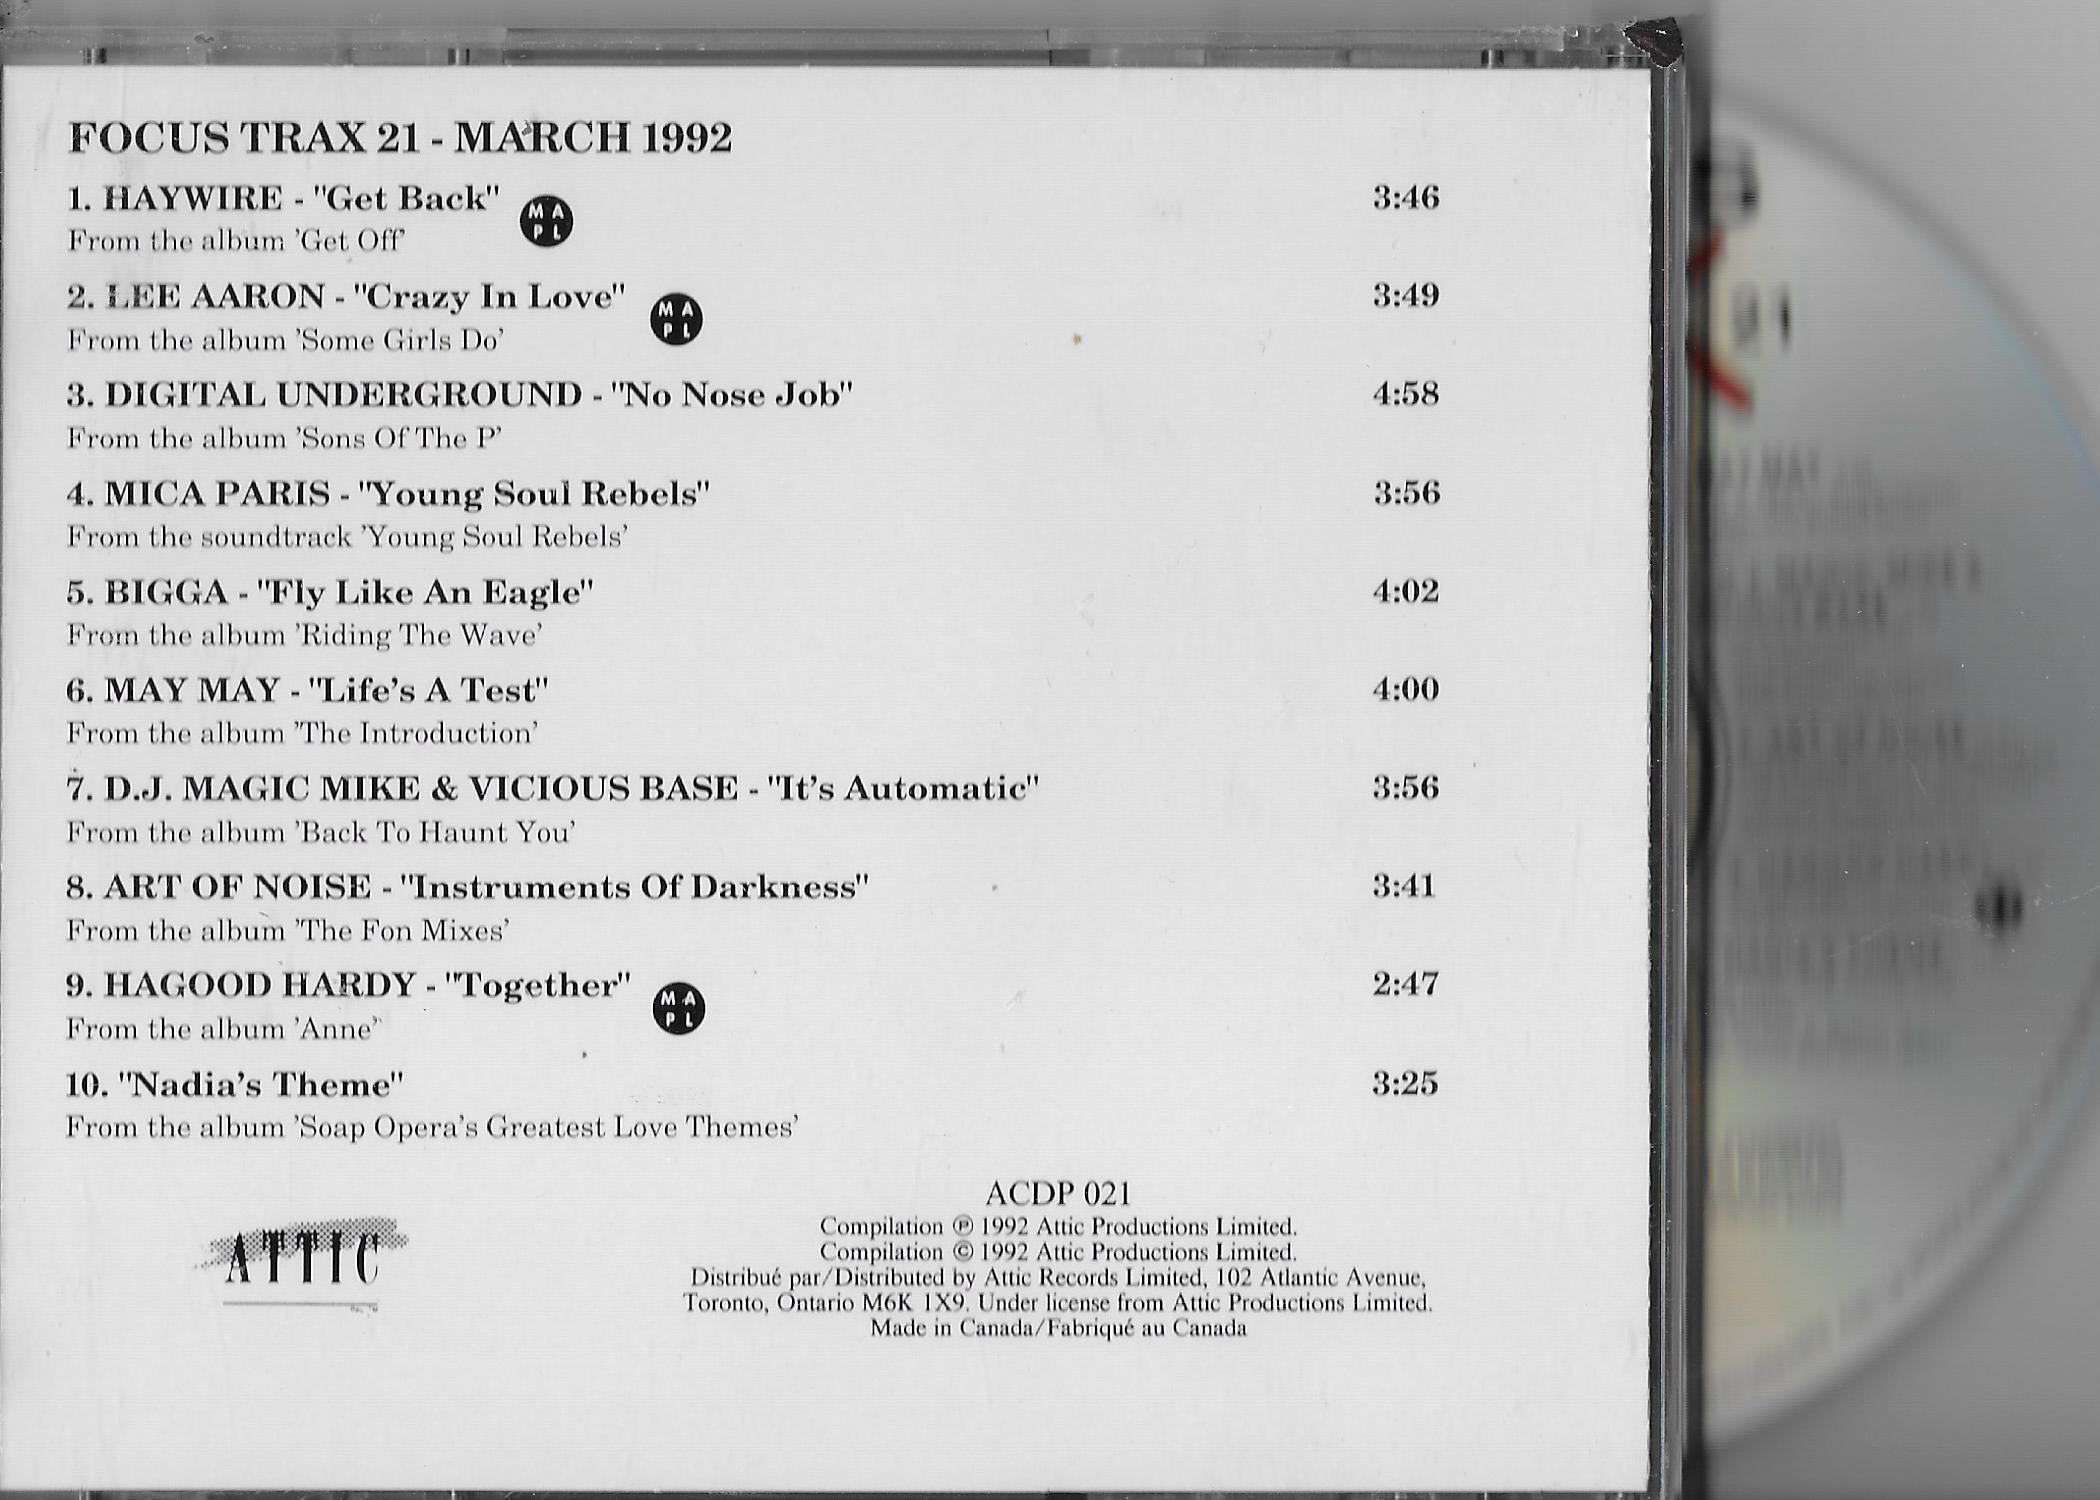 FOCUS TRAX 21 - MARCH 1992
1. HAYWIRE - "Get Back" 3:46
MA
PL
From the album 'Get Off'
2. LEE AARON - "Crazy In Love" 3:49
MA
PL
From the album 'Some Girls Do'
3. DIGITAL UNDERGROUND - "No Nose Job" 4:58
From the album 'Sons Of The P'
4. MICA PARIS - "Young Soul Rebels" 3:56
From the soundtrack 'Young Soul Rebels'
5. BIGGA - "Fly Like An Eagle" 4:02
From the album 'Riding The Wave'
6. MAY MAY - "Life's A Test" 4:00
From the album 'The Introduction'
7. D.J. MAGIC MIKE & VICIOUS BASE - "It's Automatic" 3:56
From the album 'Back To Haunt You'
8. ART OF NOISE - "Instruments Of Darkness" 3:41
From the album 'The Fon Mixes'
9. HAGOOD HARDY - "Together" 2:47
MA
PL
From the album 'Anne'
10. "Nadia's Theme" 3:25
From the album 'Soap Opera's Greatest Love Themes'
ATTIC
ACDP 021
Compilation ℗ 1992 Attic Productions Limited.
Compilation © 1992 Attic Productions Limited.
Distribué par/Distributed by Attic Records Limited, 102 Atlantic Avenue,
Toronto, Ontario M6K 1X9. Under license from Attic Productions Limited.
Made in Canada/Fabriqué au Canada
21